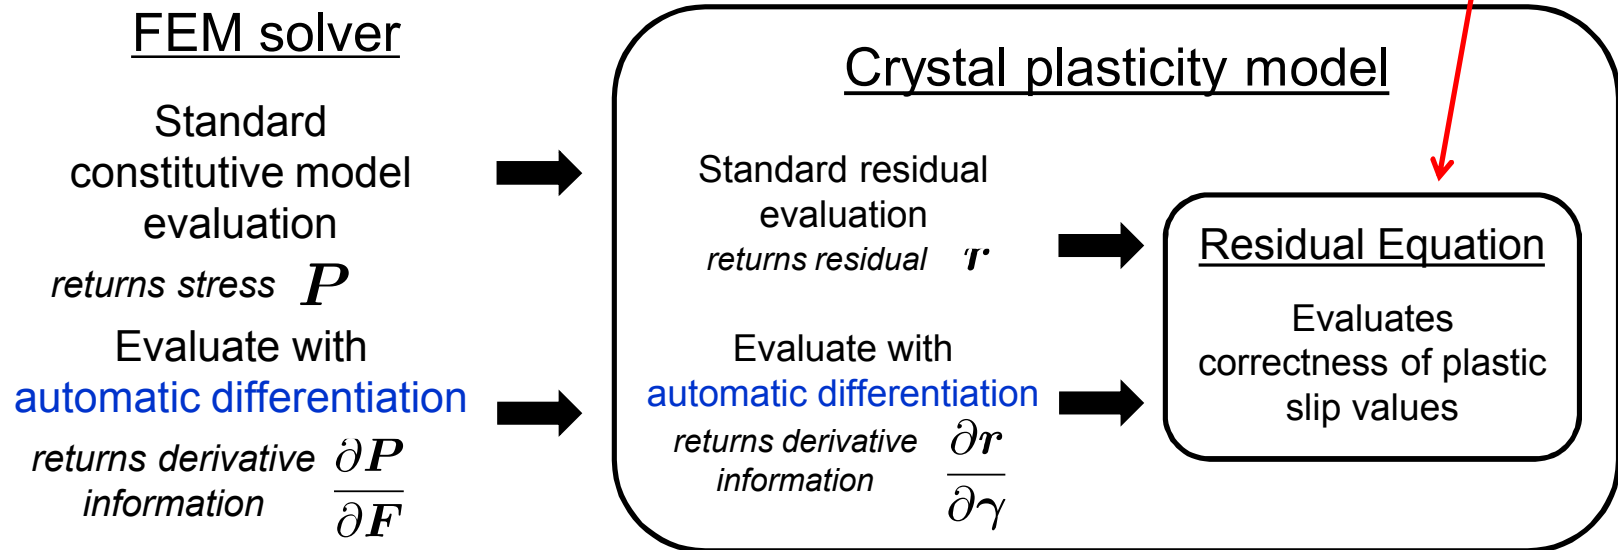 FEM solver
Standard
constitutive model
evaluation
returns stress P
Evaluate with
automatic differentiation
returns derivative
information
∂P
∂F
Crystal plasticity model
Standard residual
evaluation
returns residual r
Evaluate with
automatic differentiation
returns derivative
information
∂r
∂γ
Residual Equation
Evaluates
correctness of plastic
slip values